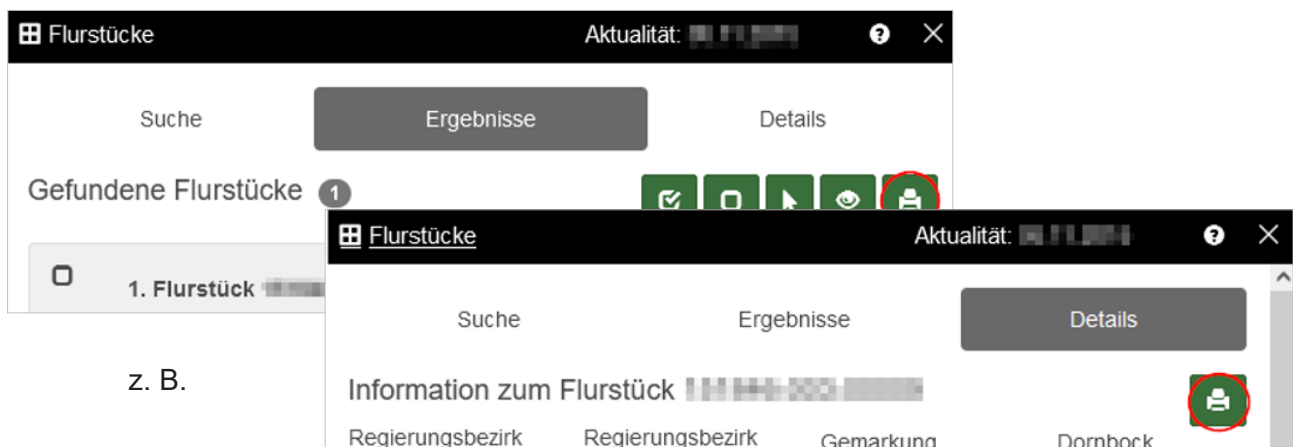 Flurstücke Aktualität:
Suche Ergebnisse Details
Gefundene Flurstücke 1
1. Flurstück
Flurstücke Aktualität:
Suche Ergebnisse Details
z. B.
Information zum Flurstück
Regierungsbezirk Regierungsbezirk Gemarkung Dornbock